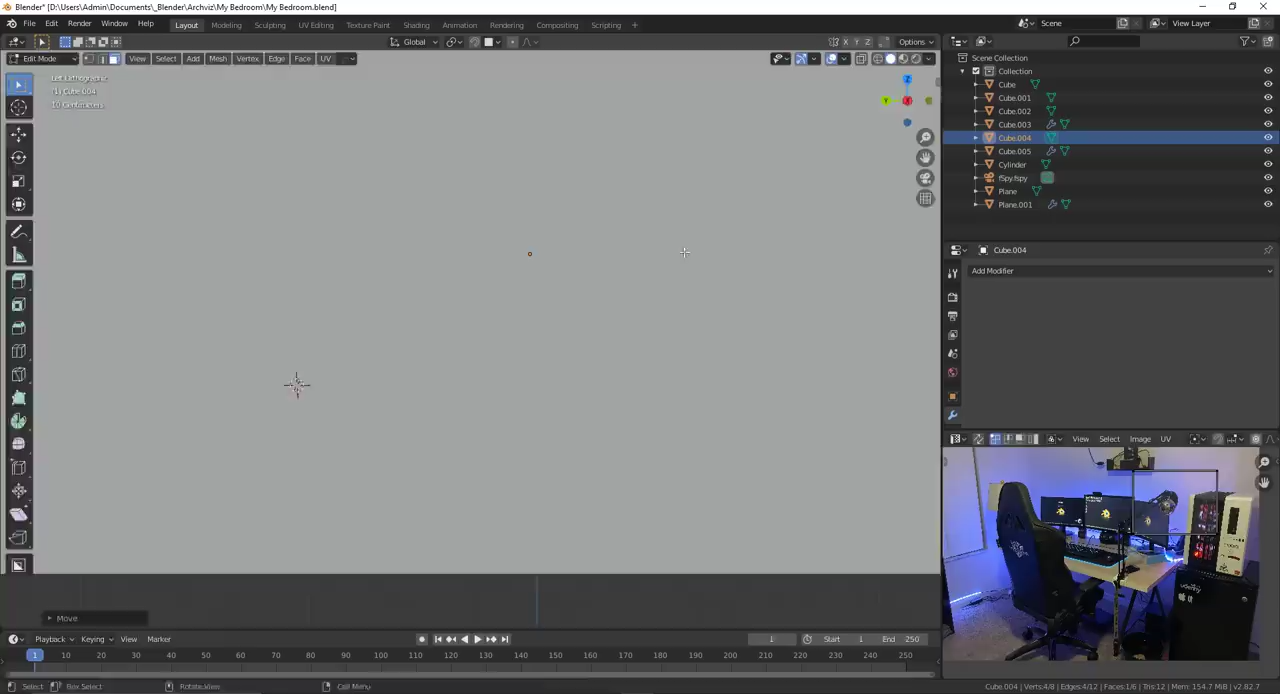 Blender* [D:\Users\Admin\Documents\_Blender\Archviz\My Bedroom\My Bedroom.blend]
File Edit Render Window Help Layout Modeling Sculpting UV Editing Texture Paint Shading Animation Rendering Compositing Scripting + Scene View Layer
Global X Y Z Options
Edit Mode View Select Add Mesh Vertex Edge Face UV
Left Orthographic
(1) Cube.004
10 Centimeters
Z
Y X
Scene Collection
Collection
Cube
Cube.001
Cube.002
Cube.003
Cube.004
Cube.005
Cylinder
fSpy.fspy
Plane
Plane.001
Cube.004
Add Modifier
View Select Image UV
Move
Playback Keying View Marker 1 Start 1 End 250
1 10 20 30 40 50 60 70 80 90 100 110 120 130 140 150 160 170 180 190 200 210 220 230 240 250
Select Box Select Rotate View Call Menu Cube.004 | Verts:4/8 | Edges:4/12 | Faces:1/6 | Tris:12 | Mem: 154.7 MiB | v2.82.7